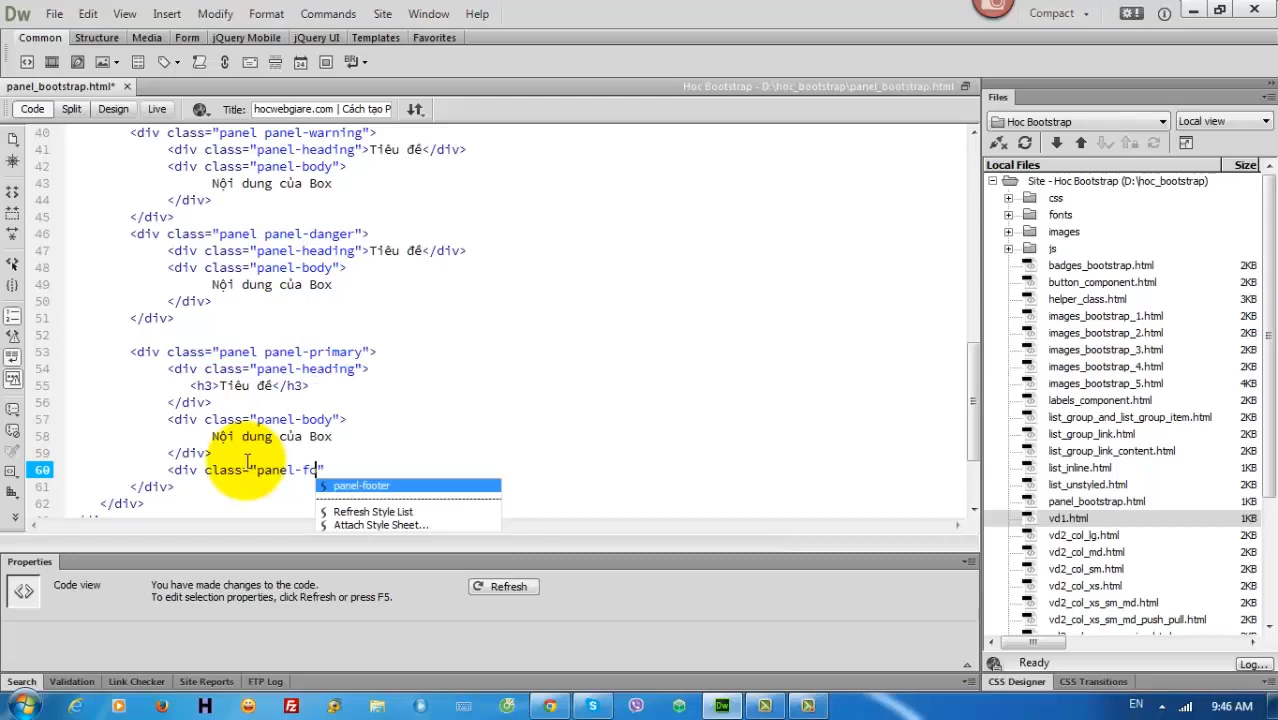 Dw File Edit View Insert Modify Format Commands Site Window Help Compact
Common Structure Media Form jQuery Mobile jQuery UI Templates Favorites
panel_bootstrap.html* Hoc Bootstrap - D:\hoc_bootstrap\panel_bootstrap.html
Code Split Design Live Title: hocwebgiare.com | Cách tạo P
40 <div class="panel panel-warning">
41 <div class="panel-heading">Tiêu đề</div>
42 <div class="panel-body">
43 Nội dung của Box
44 </div>
45 </div>
46 <div class="panel panel-danger">
47 <div class="panel-heading">Tiêu đề</div>
48 <div class="panel-body">
49 Nội dung của Box
50 </div>
51 </div>
52
53 <div class="panel panel-primary">
54 <div class="panel-heading">
55 <h3>Tiêu đề</h3>
56 </div>
57 <div class="panel-body">
58 Nội dung của Box
59 </div>
60 <div class="panel-fo"
61 </div>
62 </div>
panel-footer
Refresh Style List
Attach Style Sheet...
Properties
Code view You have made changes to the code.
To edit selection properties, click Refresh or press F5.
Refresh
Search Validation Link Checker Site Reports FTP Log
Files
Hoc Bootstrap Local view
Local Files Size
Site - Hoc Bootstrap (D:\hoc_bootstrap)
css
fonts
images
js
badges_bootstrap.html 2KB
button_component.html 2KB
helper_class.html 3KB
images_bootstrap_1.html 2KB
images_bootstrap_2.html 2KB
images_bootstrap_3.html 2KB
images_bootstrap_4.html 2KB
images_bootstrap_5.html 4KB
labels_component.html 2KB
list_group_and_list_group_item.html 2KB
list_group_link.html 2KB
list_group_nhieu_content.html 2KB
list_inline.html 2KB
list_unstyled.html 2KB
panel_bootstrap.html 2KB
vd1.html 1KB
vd2_col_lg.html 2KB
vd2_col_md.html 2KB
vd2_col_sm.html 2KB
vd2_col_xs.html 2KB
vd2_col_xs_sm_md.html 2KB
vd2_col_xs_sm_md_push_pull.html 2KB
Ready Log...
CSS Designer CSS Transitions
EN 9:46 AM